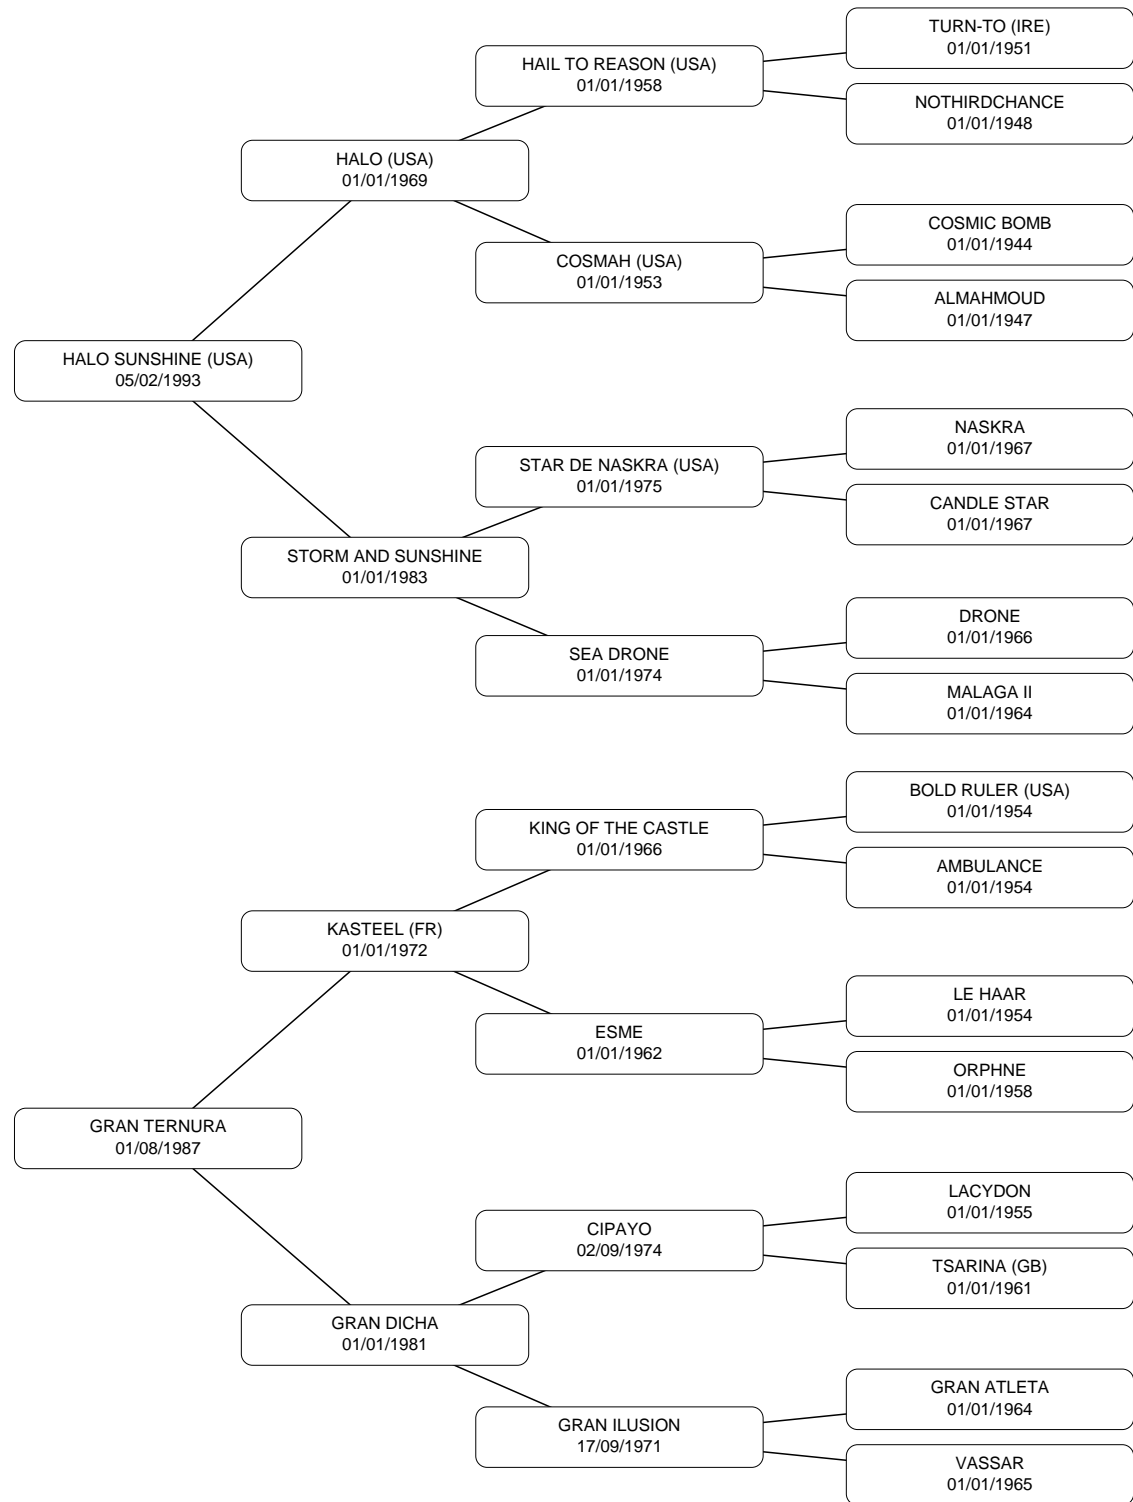 TURN-TO (IRE)
01/01/1951
HAIL TO REASON (USA)
01/01/1958
NOTHIRDCHANCE
01/01/1948
HALO (USA)
01/01/1969
COSMIC BOMB
01/01/1944
COSMAH (USA)
01/01/1953
ALMAHMOUD
01/01/1947
HALO SUNSHINE (USA)
05/02/1993
NASKRA
01/01/1967
STAR DE NASKRA (USA)
01/01/1975
CANDLE STAR
01/01/1967
STORM AND SUNSHINE
01/01/1983
DRONE
01/01/1966
SEA DRONE
01/01/1974
MALAGA II
01/01/1964
BOLD RULER (USA)
01/01/1954
KING OF THE CASTLE
01/01/1966
AMBULANCE
01/01/1954
KASTEEL (FR)
01/01/1972
LE HAAR
01/01/1954
ESME
01/01/1962
ORPHNE
01/01/1958
GRAN TERNURA
01/08/1987
LACYDON
01/01/1955
CIPAYO
02/09/1974
TSARINA (GB)
01/01/1961
GRAN DICHA
01/01/1981
GRAN ATLETA
01/01/1964
GRAN ILUSION
17/09/1971
VASSAR
01/01/1965